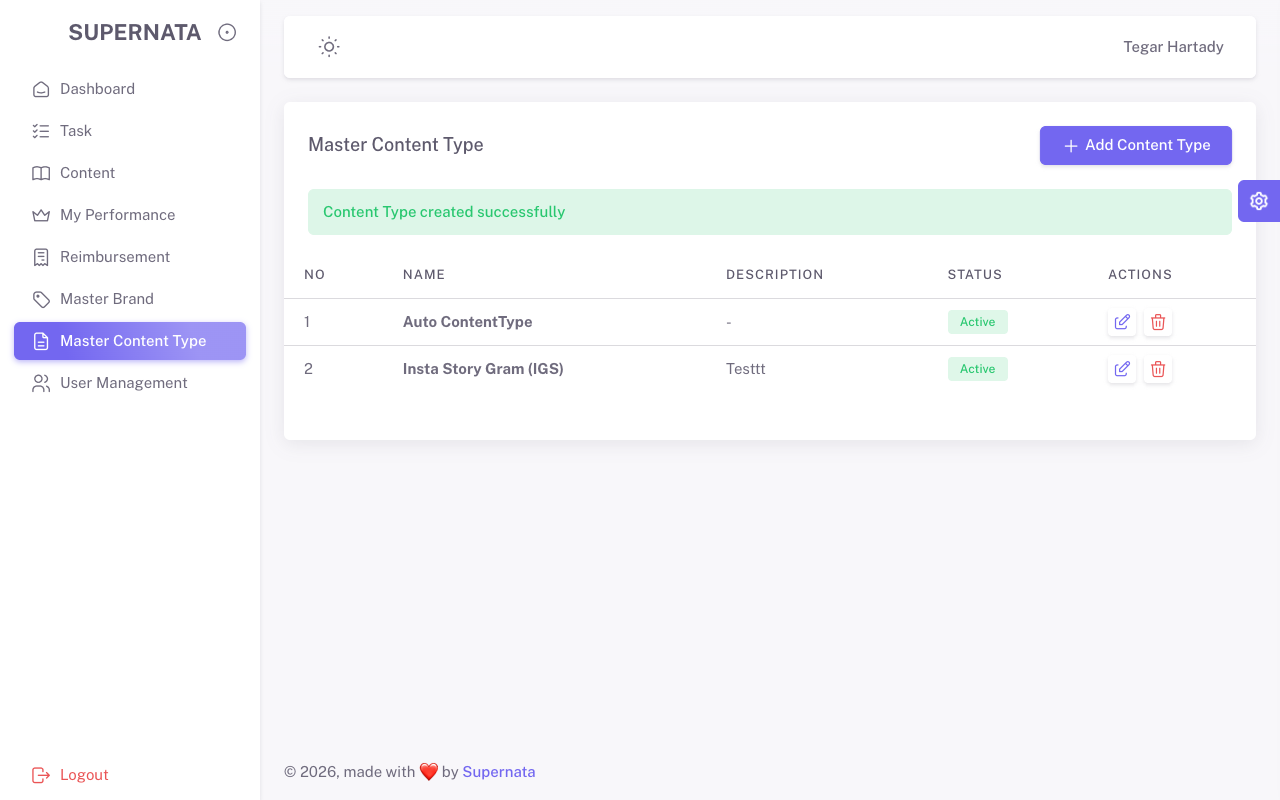 SUPERNATA
Dashboard
Task
Content
My Performance
Reimbursement
Master Brand
Master Content Type
User Management
Logout
Tegar Hartady
Master Content Type
Add Content Type
Content Type created successfully
NO NAME DESCRIPTION STATUS ACTIONS
1 Auto ContentType - Active
2 Insta Story Gram (IGS) Testtt Active
© 2026, made with ❤️ by Supernata